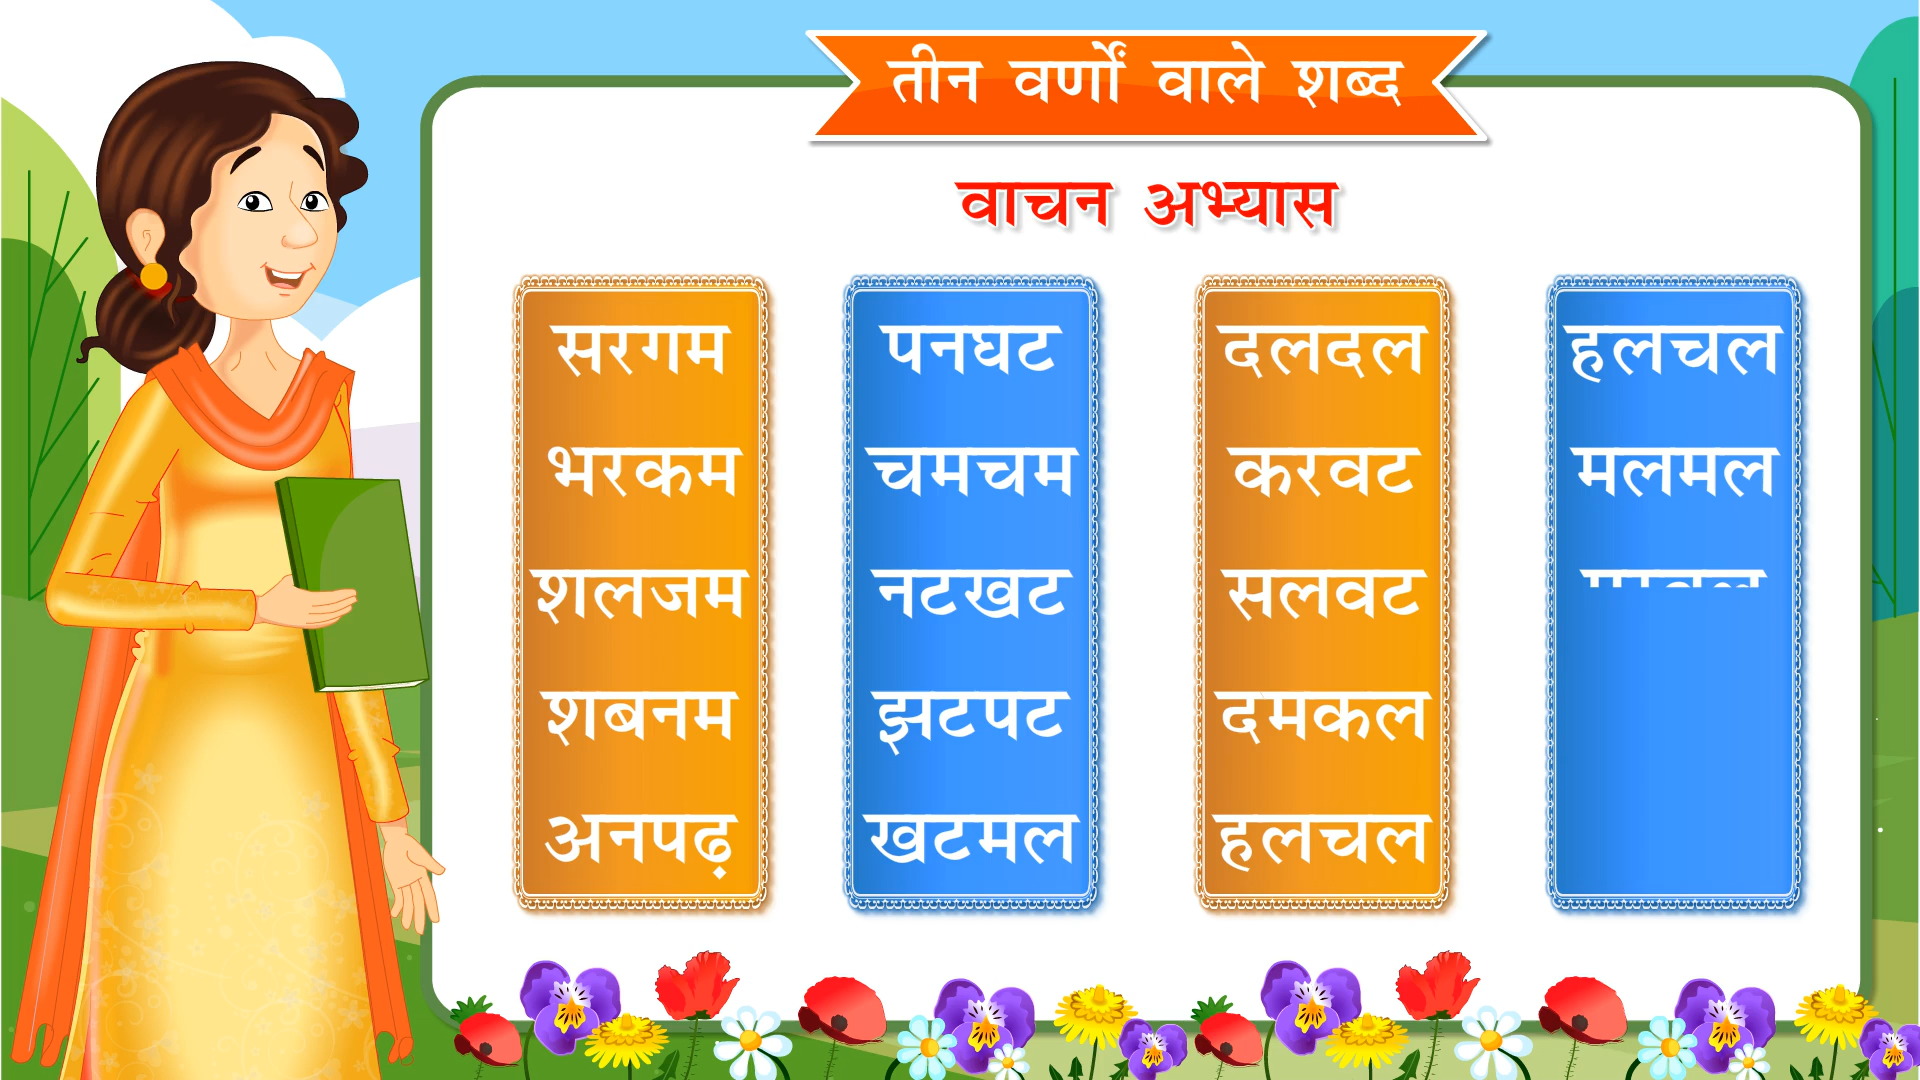 तीन वर्णों वाले शब्द
वाचन अभ्यास
सरगम
भरकम
शलजम
शबनम
अनपढ़
पनघट
चमचम
नटखट
झटपट
खटमल
दलदल
करवट
सलवट
दमकल
हलचल
हलचल
मलमल